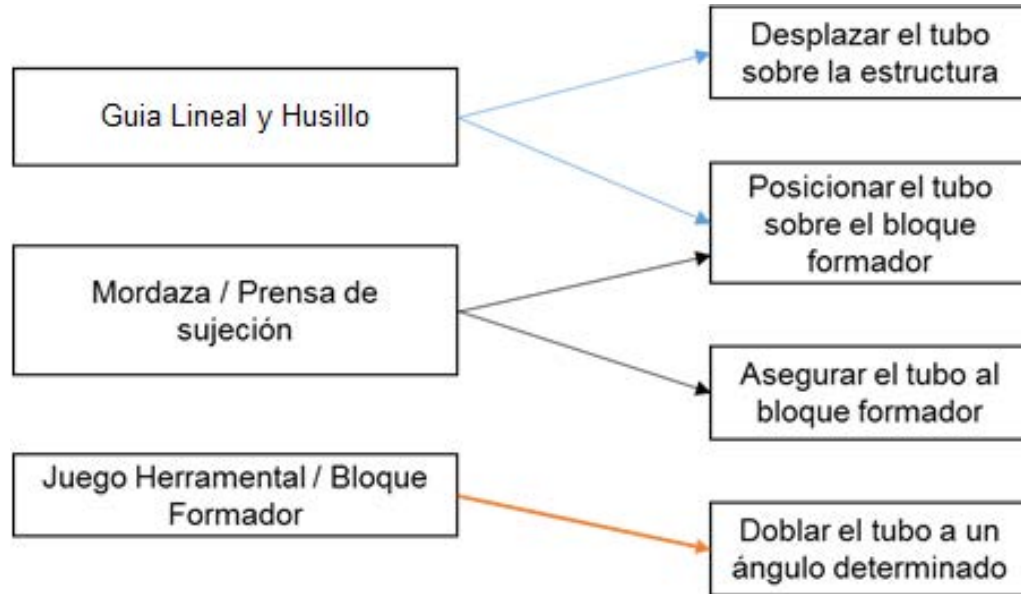 Guia Lineal y Husillo
Mordaza / Prensa de
sujeción
Juego Herramental / Bloque
Formador
Desplazar el tubo
sobre la estructura
Posicionar el tubo
sobre el bloque
formador
Asegurar el tubo al
bloque formador
Doblar el tubo a un
ángulo determinado